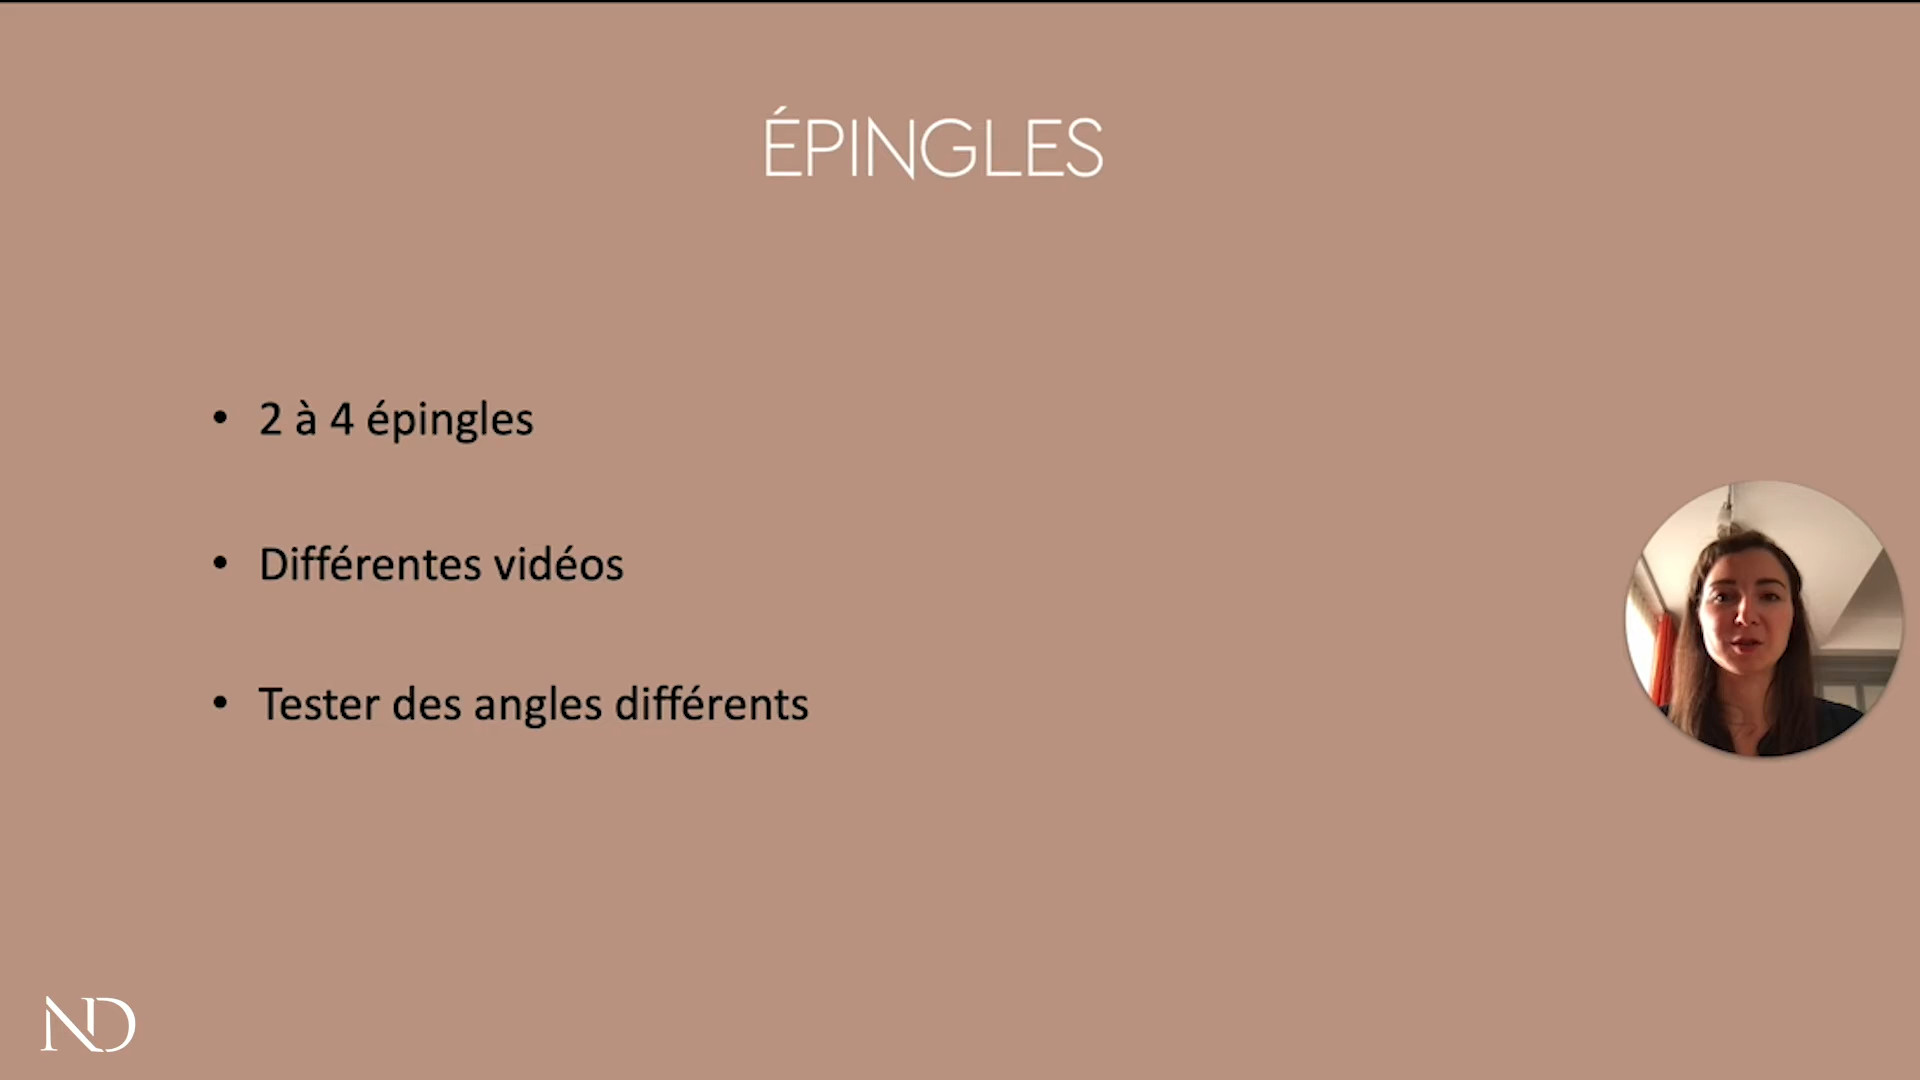 ÉPINGLES
• 2 à 4 épingles
• Différentes vidéos
• Tester des angles différents
ND